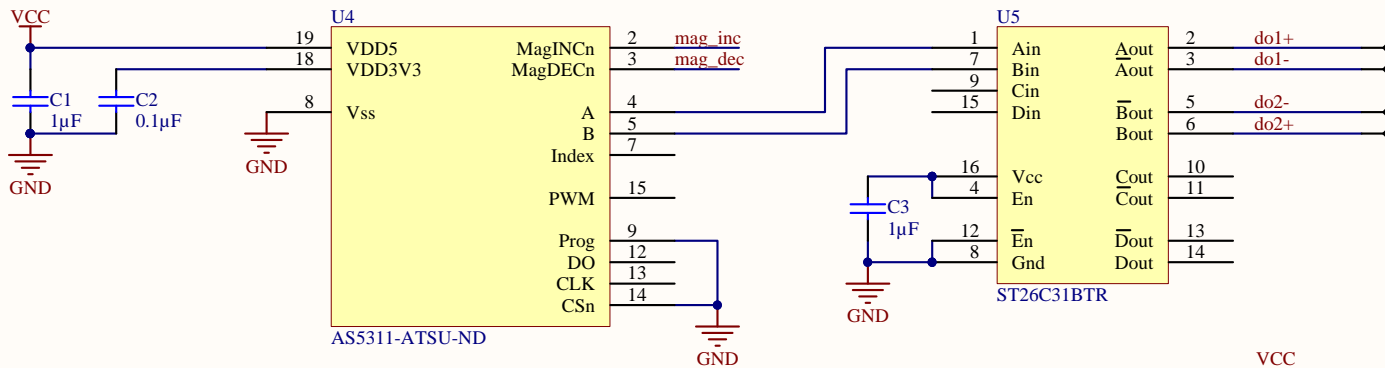 VCC
U4
U5
19 VDD5 MagINCn 2 mag_inc
18 VDD3V3 MagDECn 3 mag_dec
8 Vss A 4
B 5
Index 7
PWM 15
Prog 9
DO 12
CLK 13
CSn 14
C1
1µF
C2
0.1µF
GND
GND
GND
AS5311-ATSU-ND
1 Ain Aout 2 do1+
7 Bin Aout 3 do1-
9 Cin
15 Din Bout 5 do2-
Bout 6 do2+
16 Vcc Cout 10
4 En Cout 11
12 En Dout 13
8 Gnd Dout 14
C3
1µF
GND
ST26C31BTR
VCC